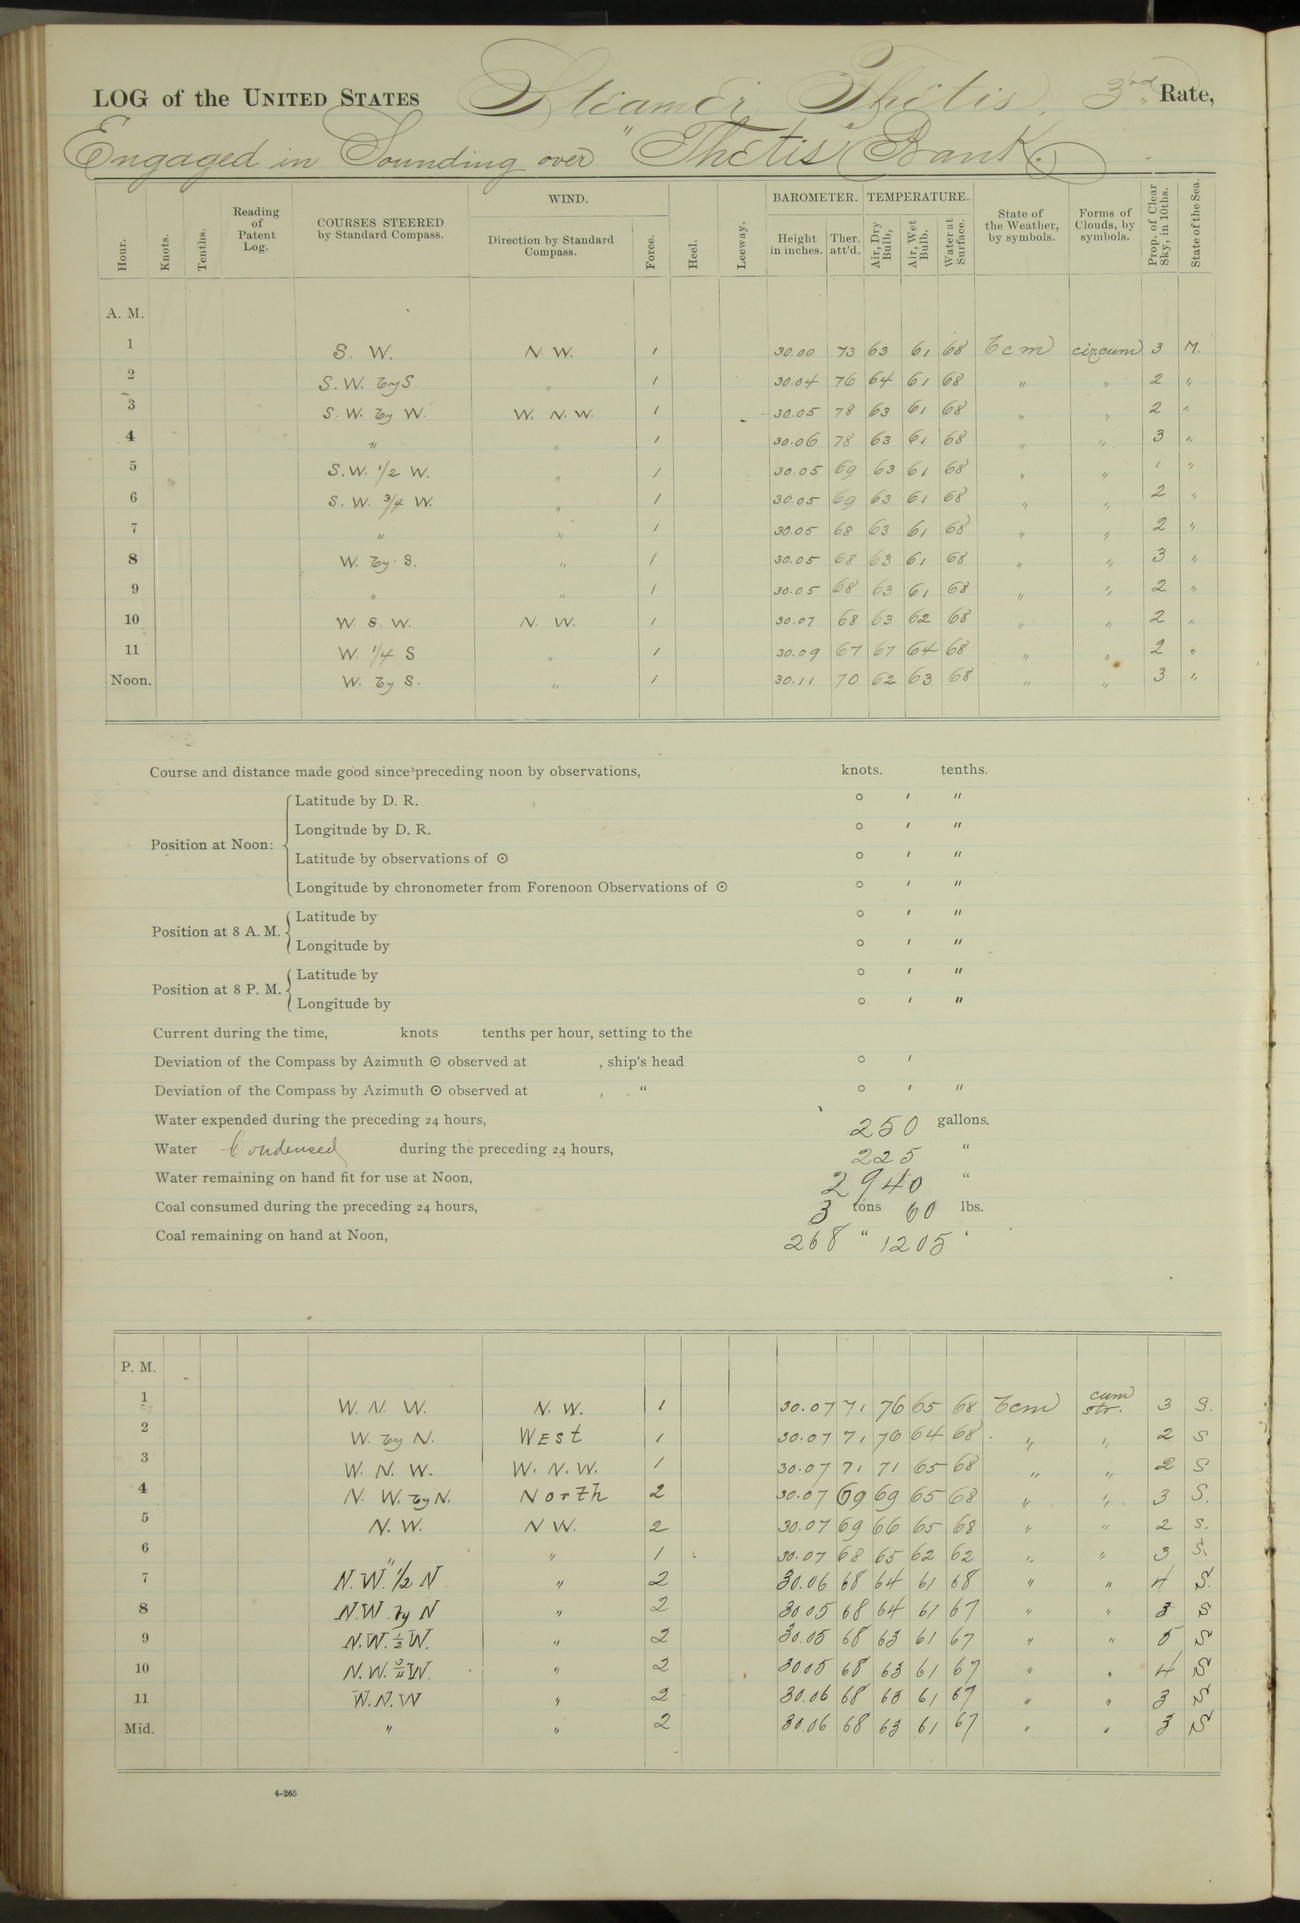 LOG of the UNITED STATES Steamer Thetis, 3rd Rate,
Engaged in Sounding over "Thetis" Bank.
Hour. Knots. Tenths. Reading of Patent Log. COURSES STEERED by Standard Compass. WIND. Direction by Standard Compass. Force. Heel. Leeway. BAROMETER. Height in inches. Ther. att'd. TEMPERATURE. Air, Dry Bulb, Air, Wet Bulb. Water at Surface. State of the Weather, by symbols. Forms of Clouds, by symbols. Prop. of Clear Sky, in 10ths. State of the Sea.
A. M.
1 S. W. N. W. 1 30.00 73 63 61 68 bcm cir.cum 3 M.
2 S. W. by S. " 1 30.04 76 64 61 68 " " 2 "
3 S. W. by W. W. N. W. 1 30.05 78 63 61 68 " " 2 "
4 " " 1 30.06 78 63 61 68 " " 3 "
5 S. W. 1/2 W. " 1 30.05 69 63 61 68 " " 1 "
6 S. W. 3/4 W. " 1 30.05 69 63 61 68 " " 2 "
7 " " 1 30.05 68 63 61 68 " " 2 "
8 W. by S. " 1 30.05 68 63 61 68 " " 3 "
9 " " 1 30.05 68 63 61 68 " " 2 "
10 W. S. W. N. W. 1 30.07 68 63 62 68 " " 2 "
11 W. 1/4 S " 1 30.09 67 67 64 68 " " 2 "
Noon. W. by S. " 1 30.11 70 62 63 68 " " 3 "
Course and distance made good since preceding noon by observations, knots. tenths.
Position at Noon:
Latitude by D. R. ° ′ ″
Longitude by D. R. ° ′ ″
Latitude by observations of ⊙ ° ′ ″
Longitude by chronometer from Forenoon Observations of ⊙ ° ′ ″
Position at 8 A. M.
Latitude by ° ′ ″
Longitude by ° ′ ″
Position at 8 P. M.
Latitude by ° ′ ″
Longitude by ° ′ ″
Current during the time, knots tenths per hour, setting to the
Deviation of the Compass by Azimuth ⊙ observed at , ship's head ° ′
Deviation of the Compass by Azimuth ⊙ observed at , " ° ′ ″
Water expended during the preceding 24 hours, 250 gallons.
Water Condensed during the preceding 24 hours, 225 "
Water remaining on hand fit for use at Noon, 2940 "
Coal consumed during the preceding 24 hours, 3 tons 60 lbs.
Coal remaining on hand at Noon, 268 " 1205 "
P. M.
1 W. N. W. N. W. 1 30.07 71 76 65 68 bcm cum str. 3 S.
2 W. by N. West 1 30.07 71 70 64 68 " " 2 S
3 W. N. W. W. N. W. 1 30.07 71 71 65 68 " " 2 S
4 N. W. by N. North 2 30.07 69 69 65 68 " " 3 S.
5 N. W. N W. 2 30.07 69 66 65 68 " " 2 S.
6 " " 1 30.07 68 65 62 62 " " 3 S.
7 N. W. 1/2 N " 2 30.06 68 64 61 68 " " 4 S.
8 N. W. by N " 2 30.05 68 64 61 67 " " 3 S
9 N. W. 1/2 W. " 2 30.05 68 63 61 67 " " 5 S
10 N. W. 3/4 W. " 2 30.05 68 63 61 67 " " 4 S
11 W. N. W " 2 30.06 68 63 61 67 " " 3 S
Mid. " " 2 30.06 68 63 61 67 " " 3 S
4-265